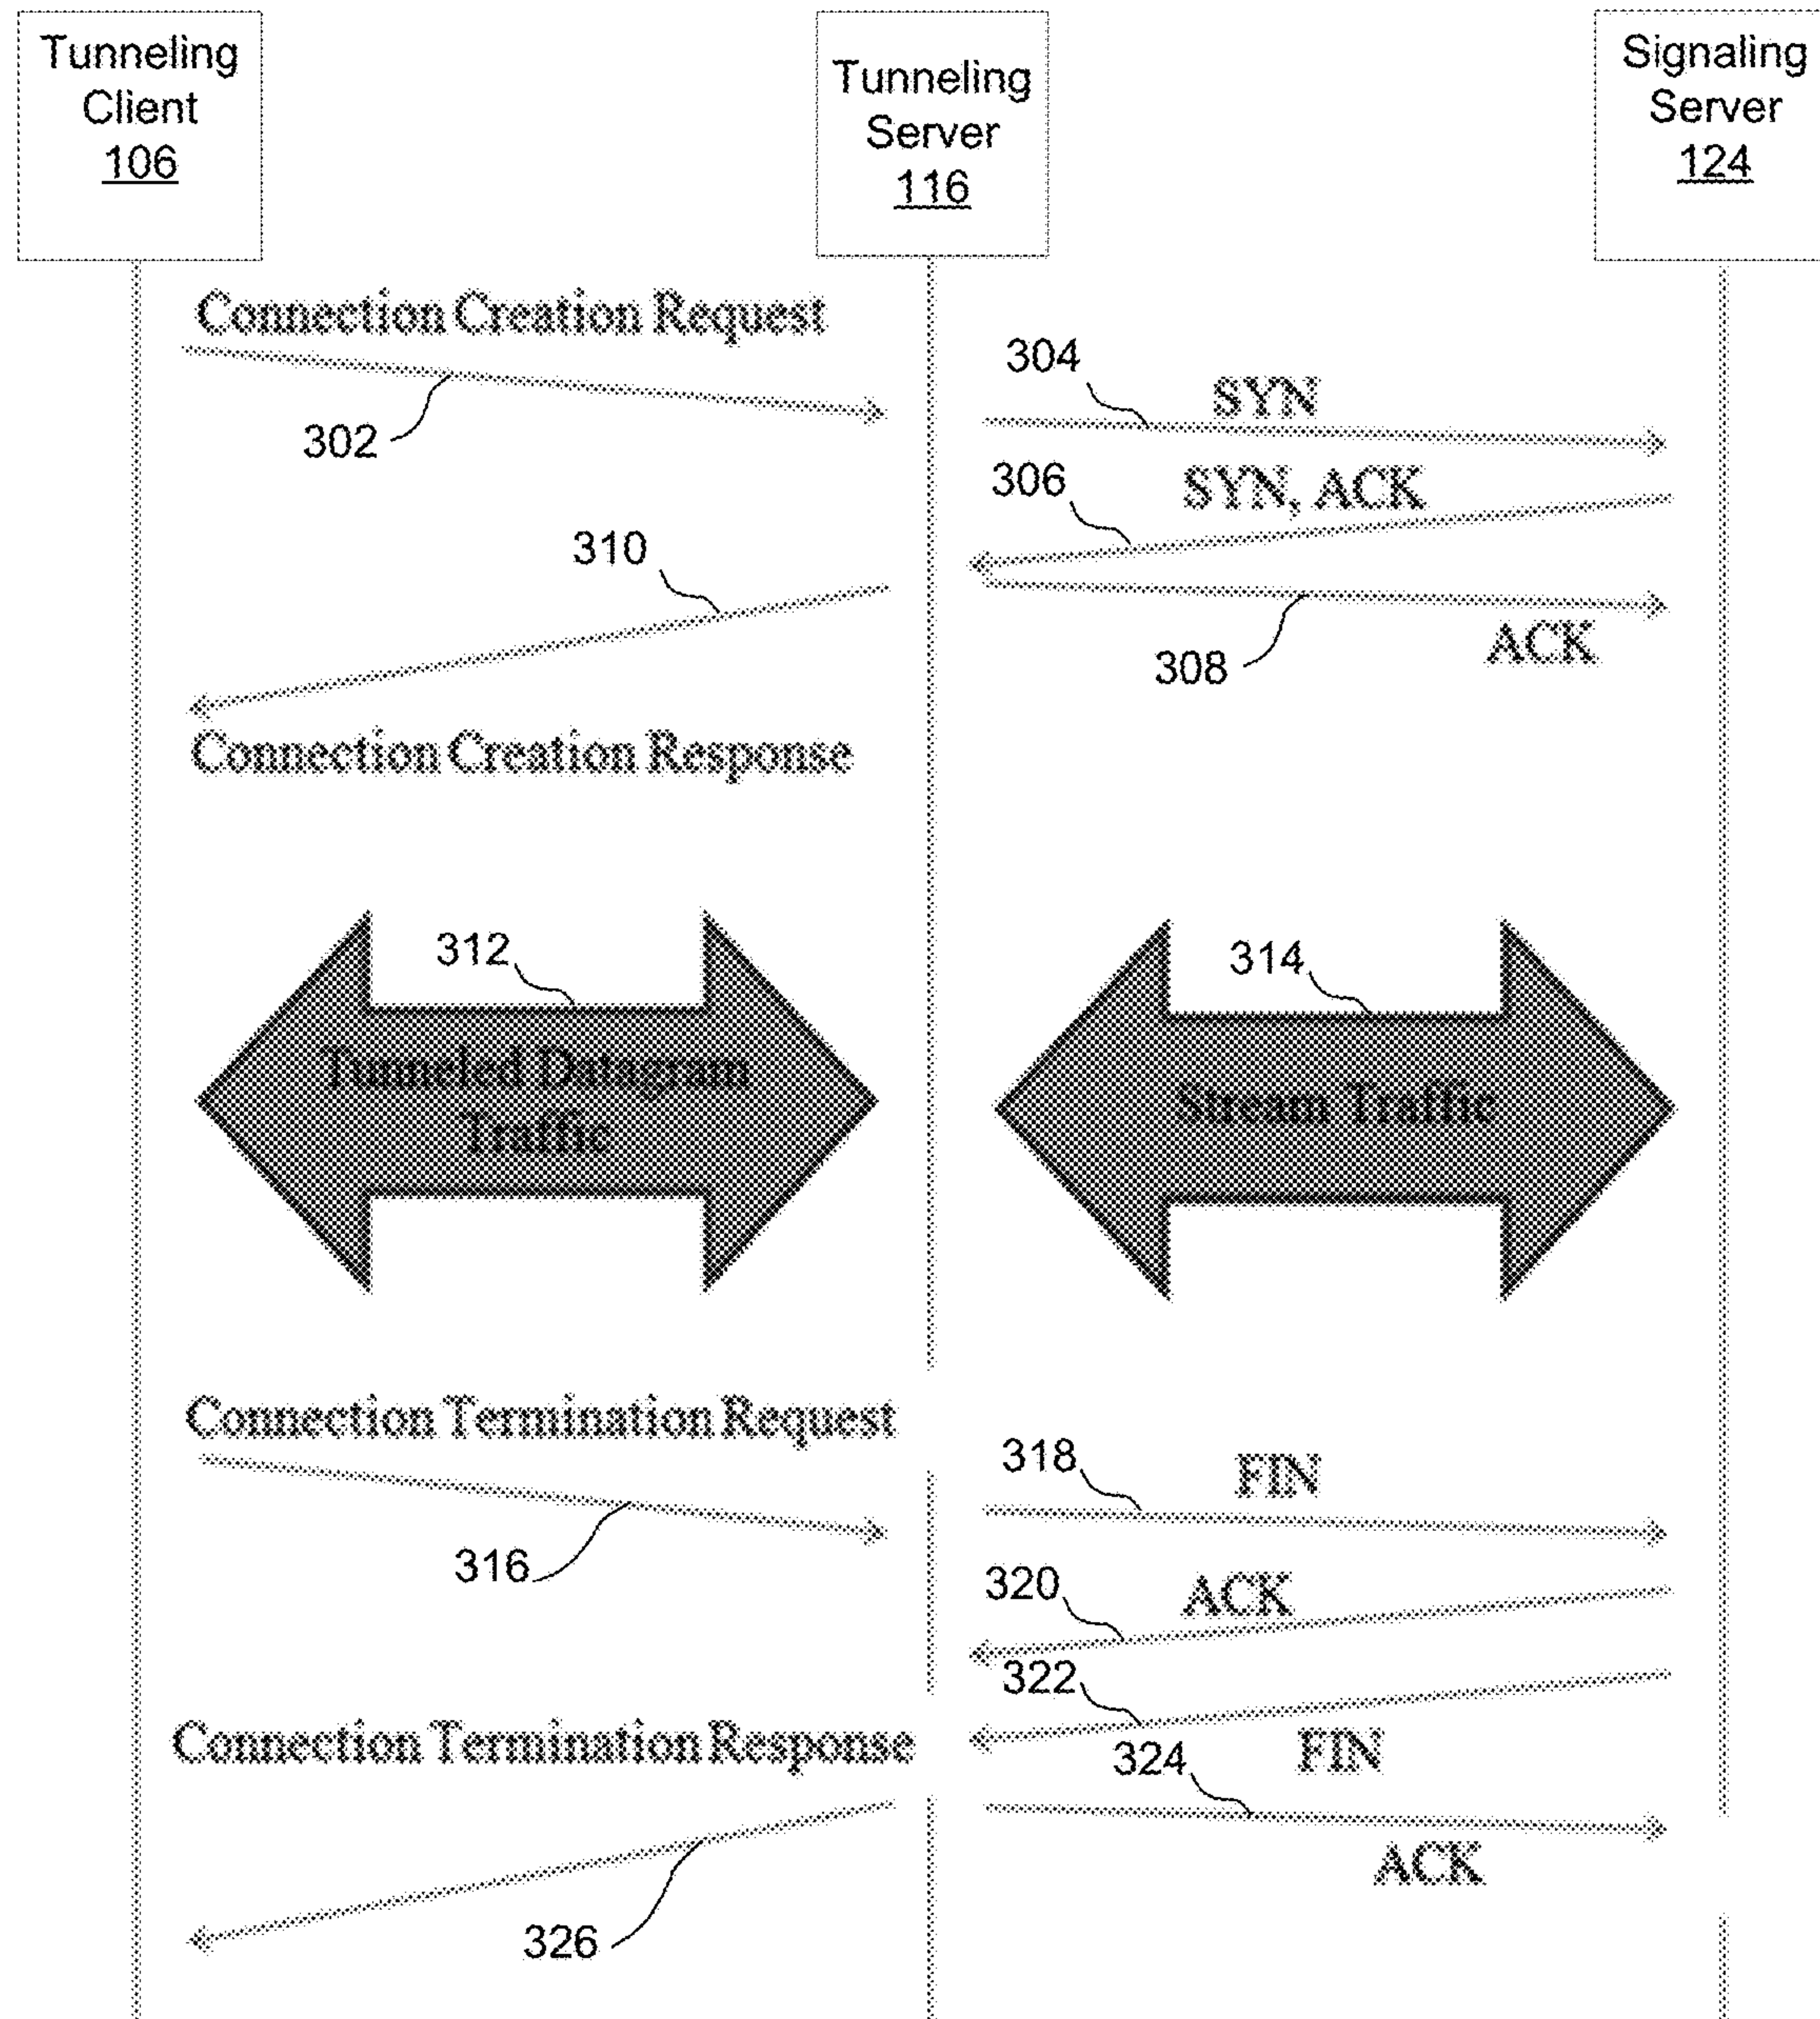 Tunneling
Client
106
Tunneling
Server
116
Signaling
Server
124
Connection Creation Request
302
304
SYN
306
SYN, ACK
310
308
ACK
Connection Creation Response
312
Tunneled Datagram
Traffic
314
Stream Traffic
Connection Termination Request
316
318
FIN
320
ACK
322
FIN
Connection Termination Response
324
ACK
326